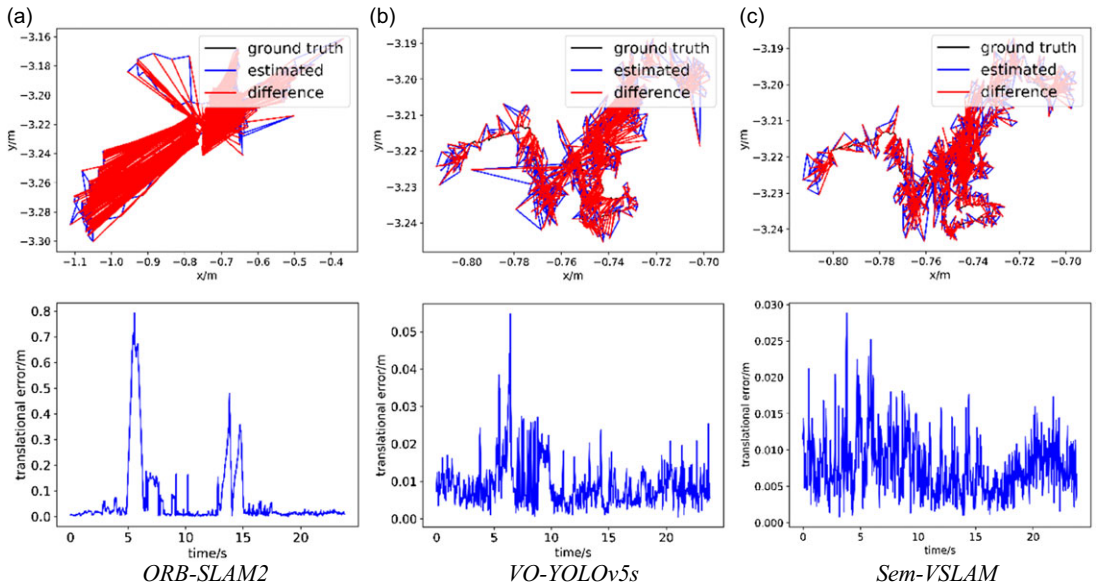 (a)
−3.16
−3.18
−3.20
−3.22
−3.24
−3.26
−3.28
−3.30
y/m
ground truth
estimated
difference
−1.1 −1.0 −0.9 −0.8 −0.7 −0.6 −0.5 −0.4
x/m
(b)
−3.19
−3.20
−3.21
−3.22
−3.23
−3.24
y/m
ground truth
estimated
difference
−0.80 −0.78 −0.76 −0.74 −0.72 −0.70
x/m
(c)
−3.19
−3.20
−3.21
−3.22
−3.23
−3.24
y/m
ground truth
estimated
difference
−0.80 −0.78 −0.76 −0.74 −0.72 −0.70
x/m
0.8
0.7
0.6
0.5
0.4
0.3
0.2
0.1
0.0
translational error/m
0 5 10 15 20
time/s
ORB-SLAM2
0.05
0.04
0.03
0.02
0.01
0.00
translational error/m
0 5 10 15 20
time/s
VO-YOLOv5s
0.030
0.025
0.020
0.015
0.010
0.005
0.000
translational error/m
0 5 10 15 20
time/s
Sem-VSLAM